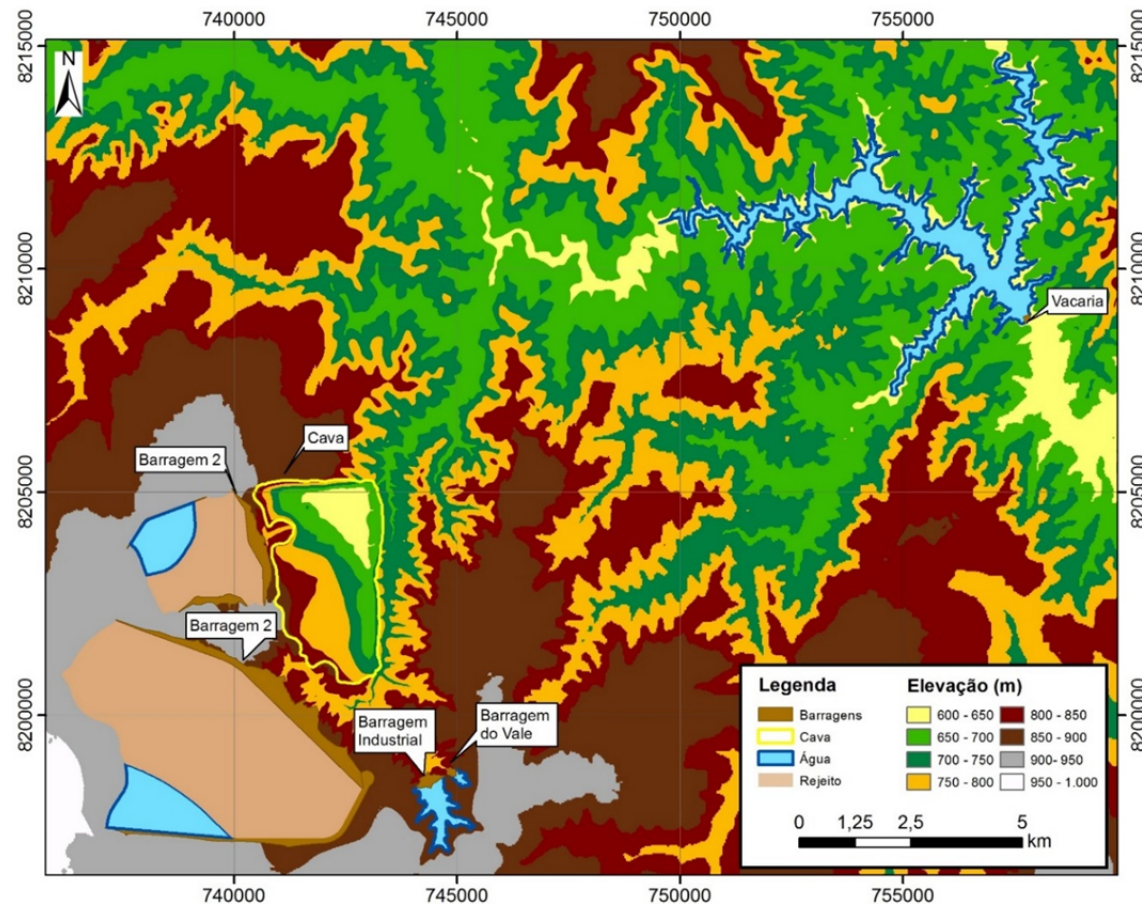 740000 745000 750000 755000
8215000 8215000
N
8210000 8210000
Vacaria
Cava
Barragem 2
8205000 8205000
Barragem 2
Barragem
Industrial
Barragem
do Vale
8200000 8200000
Legenda
Barragens
Cava
Água
Rejeito
Elevação (m)
600 - 650
650 - 700
700 - 750
750 - 800
800 - 850
850 - 900
900- 950
950 - 1.000
0 1,25 2,5 5
km
740000 745000 750000 755000